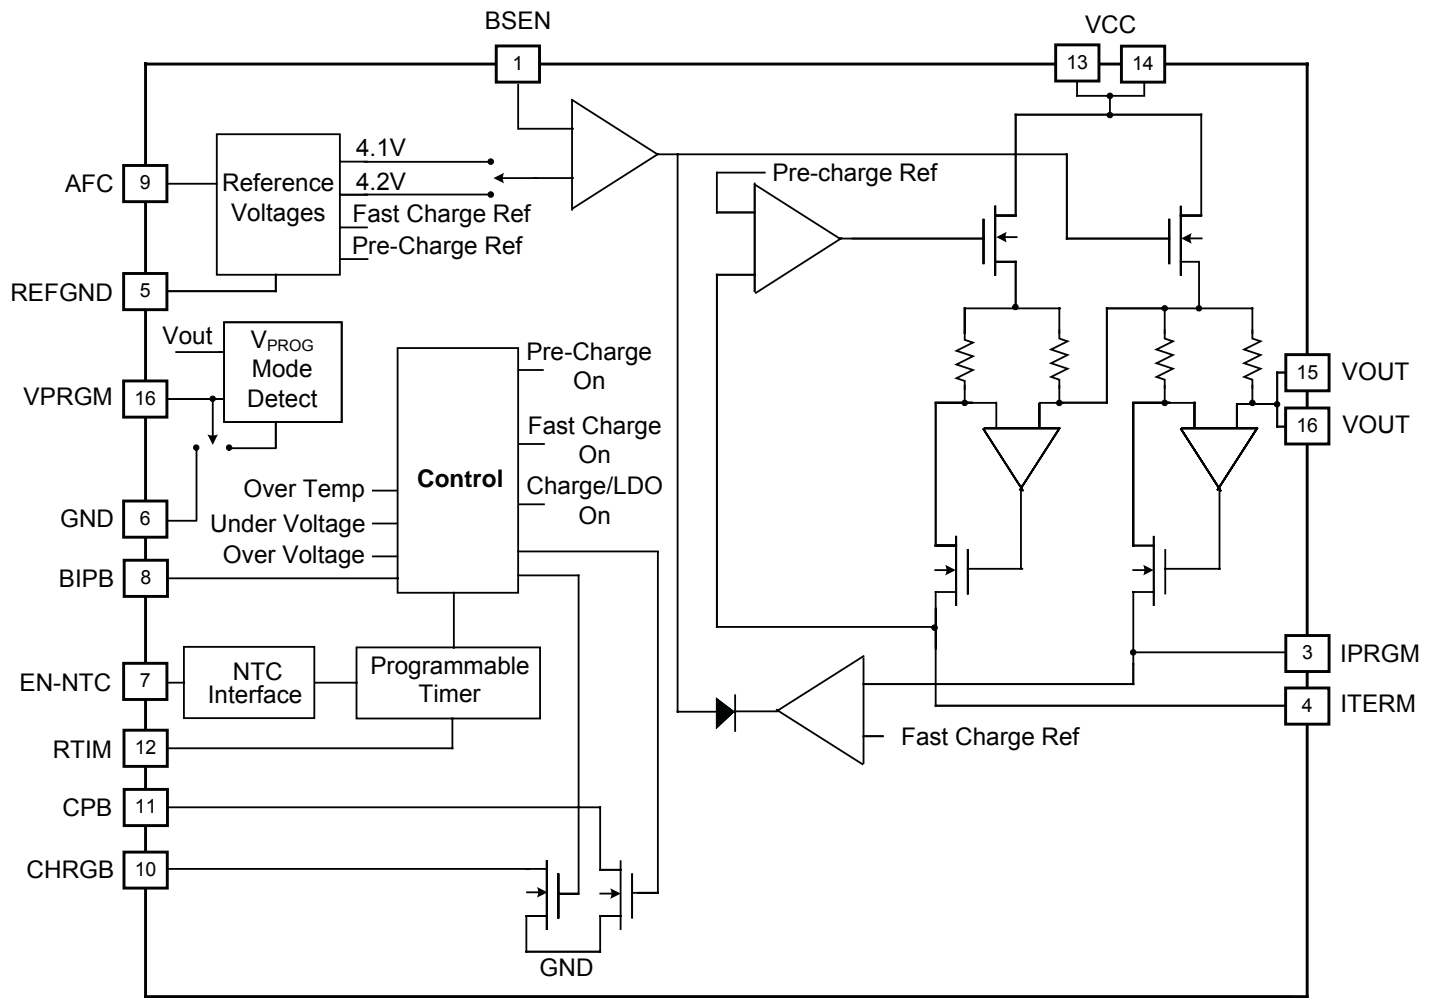 BSEN
1
VCC
13
14
AFC
9
Reference
Voltages
4.1V
4.2V
Fast Charge Ref
Pre-Charge Ref
REFGND
5
Pre-charge Ref
Vout
VPROG
Mode
Detect
VPRGM
16
GND
6
BIPB
8
Control
Pre-Charge
On
Fast Charge
On
Charge/LDO
On
Over Temp
Under Voltage
Over Voltage
15
VOUT
16
VOUT
EN-NTC
7
NTC
Interface
Programmable
Timer
RTIM
12
3
IPRGM
4
ITERM
Fast Charge Ref
CPB
11
CHRGB
10
GND